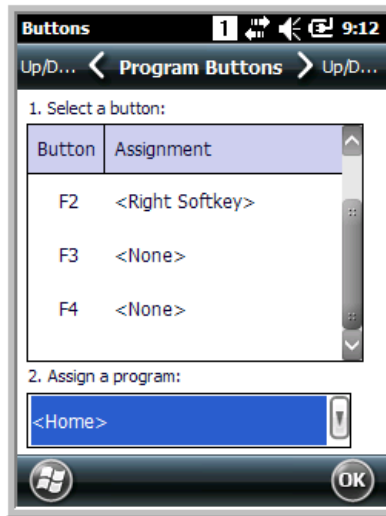 Buttons 1 9:12
Up/D... Program Buttons Up/D...
1. Select a button:
Button Assignment
F2 <Right Softkey>
F3 <None>
F4 <None>
2. Assign a program:
<Home>
OK